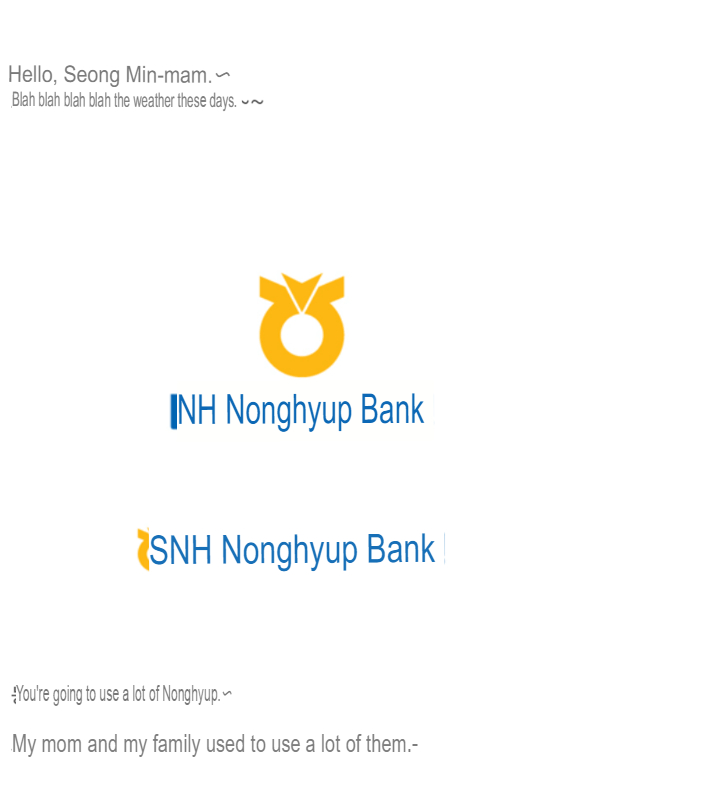 Hello, Seong Min-mam.~
Blah blah blah blah the weather these days. ~~
NH Nonghyup Bank
SNH Nonghyup Bank
You're going to use a lot of Nonghyup.~
My mom and my family used to use a lot of them.-